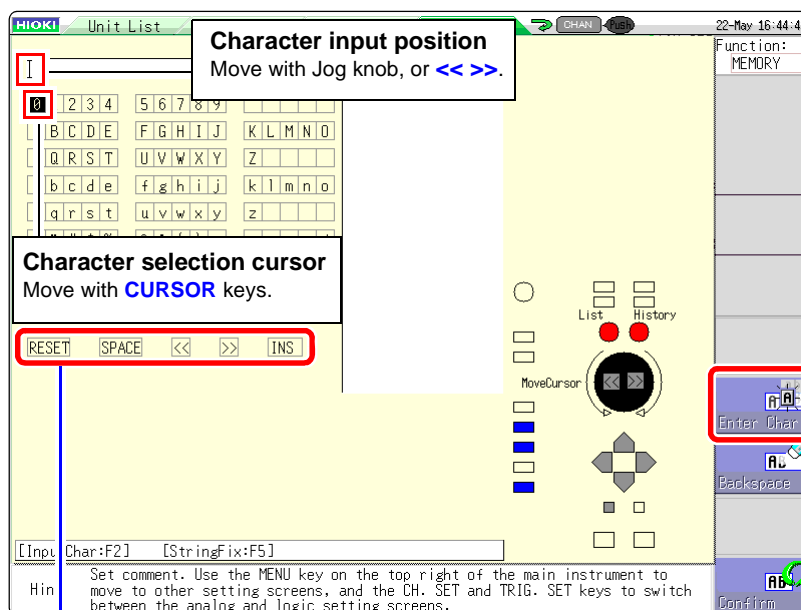 HIOKI Unit List CHAN Push 22-May 16:44:4
Character input position
Move with Jog knob, or << >>.
Function:
MEMORY
0 2 3 4 5 6 7 8 9
B C D E F G H I J K L M N O
Q R S T U V W X Y Z
b c d e f g h i j k l m n o
q r s t u v w x y z
Character selection cursor
Move with CURSOR keys.
List History
RESET SPACE << >> INS
MoveCursor << >>
Enter Char
Backspace
[Input Char:F2] [StringFix:F5]
Set comment. Use the MENU key on the top right of the main instrument to
Hin move to other setting screens, and the CH. SET and TRIG. SET keys to switch
between the analog and logic setting screens.
Confirm